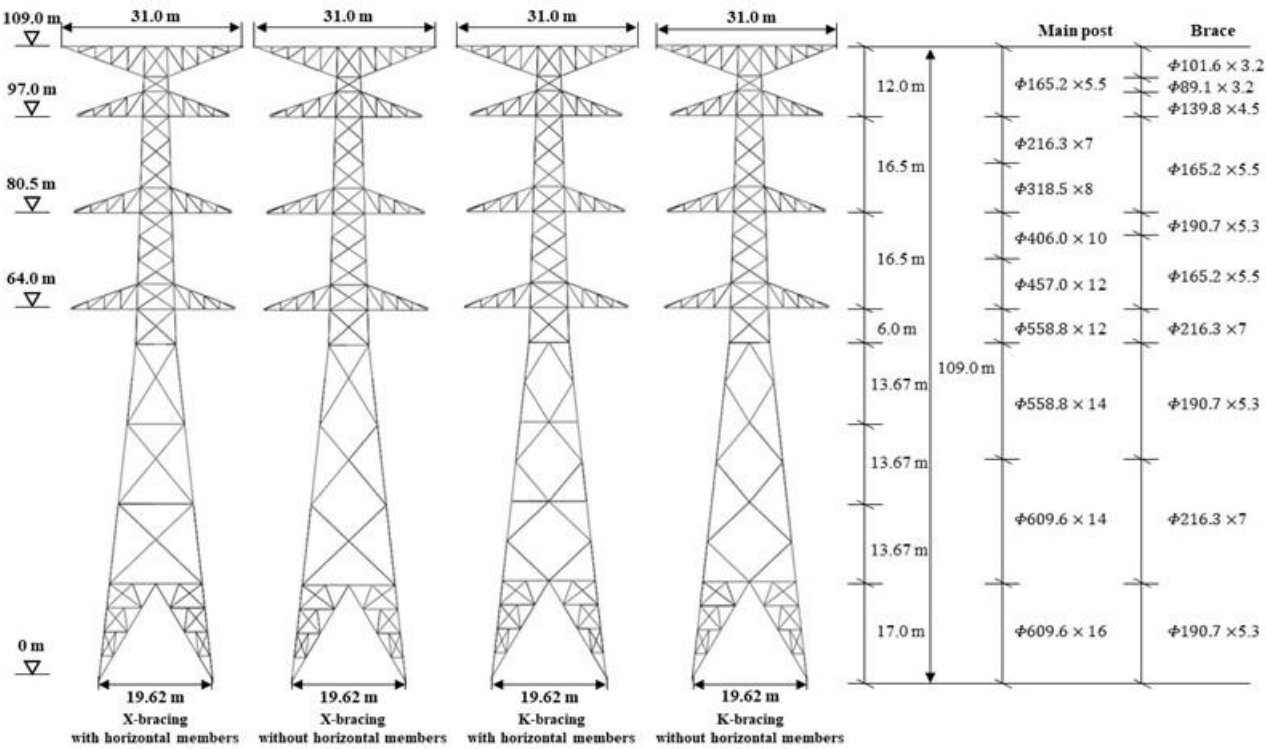 109.0 m
31.0 m
31.0 m
31.0 m
31.0 m
Main post
Brace
97.0 m
80.5 m
64.0 m
0 m
12.0 m
16.5 m
16.5 m
6.0 m
13.67 m
13.67 m
13.67 m
17.0 m
109.0 m
Φ165.2 ×5.5
Φ216.3 ×7
Φ318.5 ×8
Φ406.0 × 10
Φ457.0 × 12
Φ558.8 × 12
Φ558.8 × 14
Φ609.6 × 14
Φ609.6 × 16
Φ101.6 × 3.2
Φ89.1 × 3.2
Φ139.8 × 4.5
Φ165.2 ×5.5
Φ190.7 ×5.3
Φ165.2 ×5.5
Φ216.3 ×7
Φ190.7 ×5.3
Φ216.3 ×7
Φ190.7 ×5.3
19.62 m
19.62 m
19.62 m
19.62 m
X-bracing
with horizontal members
X-bracing
without horizontal members
K-bracing
with horizontal members
K-bracing
without horizontal members